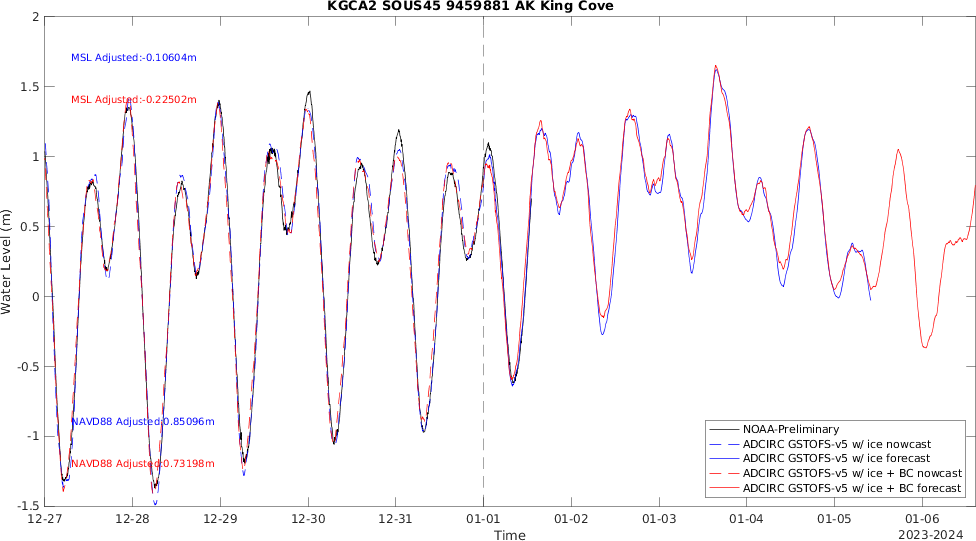 KGCA2 SOUS45 9459881 AK King Cove
2
1.5
1
0.5
0
-0.5
-1
-1.5
Water Level (m)
MSL Adjusted:-0.10604m
MSL Adjusted:-0.22502m
NAVD88 Adjusted:0.85096m
NAVD88 Adjusted:0.73198m
NOAA-Preliminary
ADCIRC GSTOFS-v5 w/ ice nowcast
ADCIRC GSTOFS-v5 w/ ice forecast
ADCIRC GSTOFS-v5 w/ ice + BC nowcast
ADCIRC GSTOFS-v5 w/ ice + BC forecast
12-27 12-28 12-29 12-30 12-31 01-01 01-02 01-03 01-04 01-05 01-06
Time
2023-2024